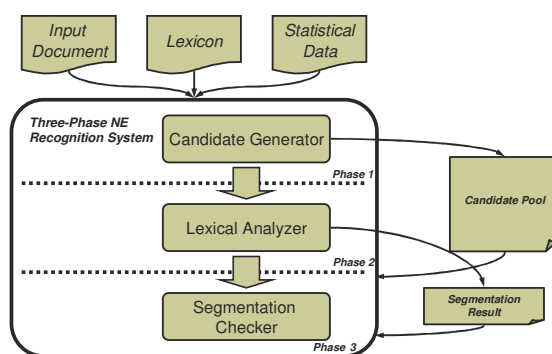 Input
Document
Lexicon
Statistical
Data
Three-Phase NE
Recognition System
Candidate Generator
Phase 1
Candidate Pool
Lexical Analyzer
Phase 2
Segmentation
Result
Segmentation
Checker
Phase 3